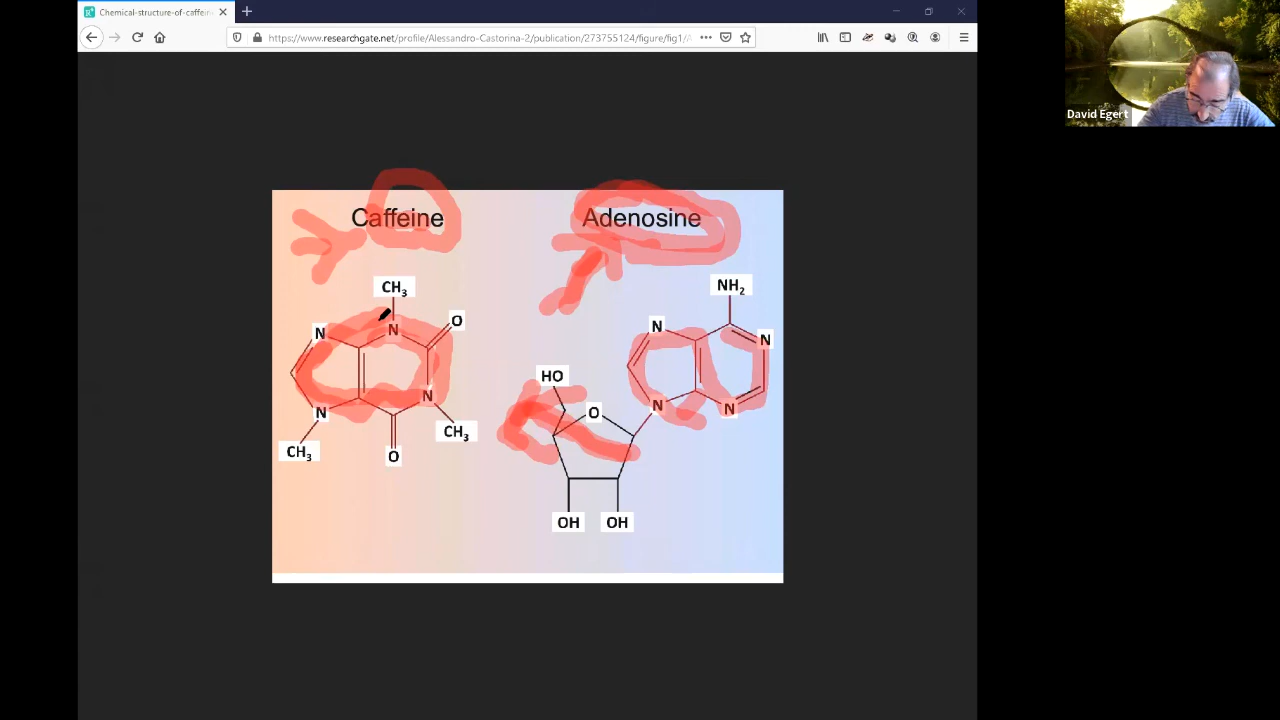 Chemical-structure-of-caffein
https://www.researchgate.net/profile/Alessandro-Castorina-2/publication/273755124/figure/fig1/
David Egert
Caffeine
Adenosine
CH3
NH2
O
N
N
N
N
HO
O
N
N
N
N
CH3
CH3
O
OH
OH